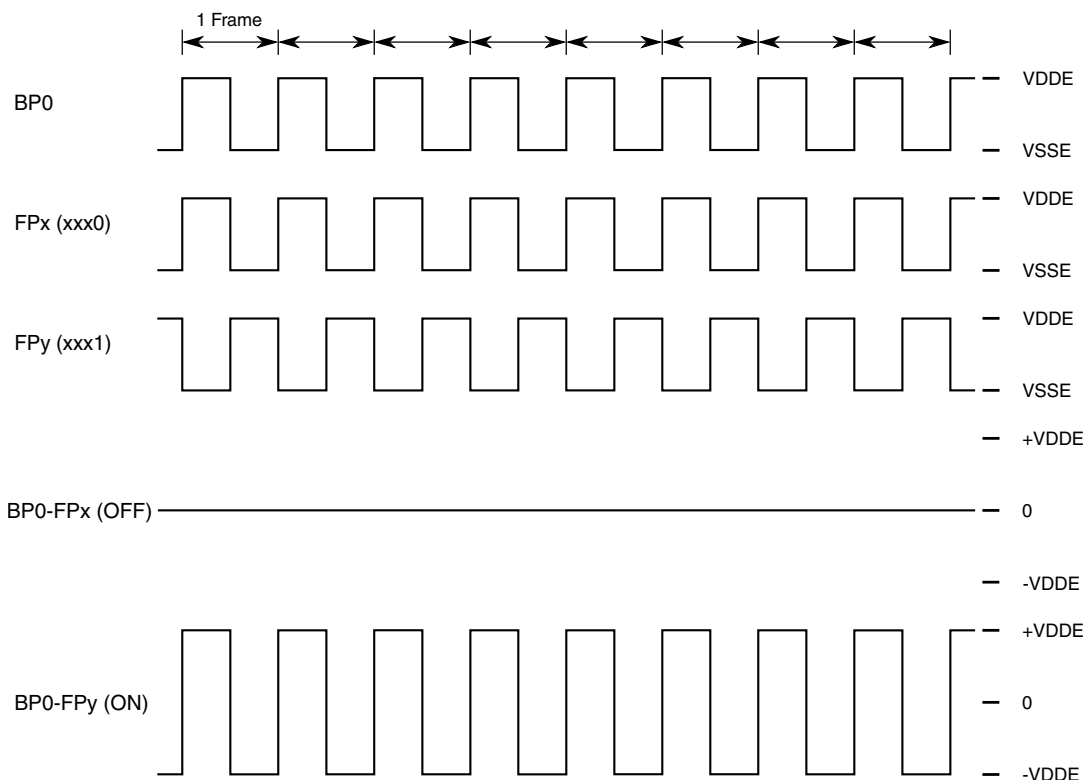 1 Frame
BP0
VDDE
VSSE
FPx (xxx0)
VDDE
VSSE
FPy (xxx1)
VDDE
VSSE
+VDDE
BP0-FPx (OFF)
0
-VDDE
+VDDE
BP0-FPy (ON)
0
-VDDE